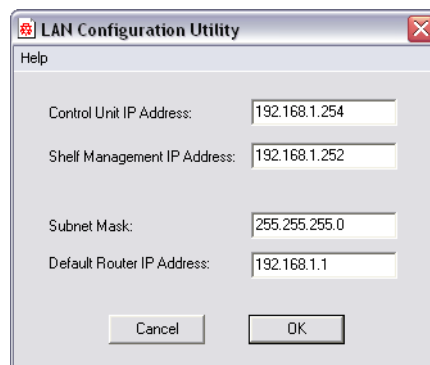 LAN Configuration Utility
Help
Control Unit IP Address: 192.168.1.254
Shelf Management IP Address: 192.168.1.252
Subnet Mask: 255.255.255.0
Default Router IP Address: 192.168.1.1
Cancel OK